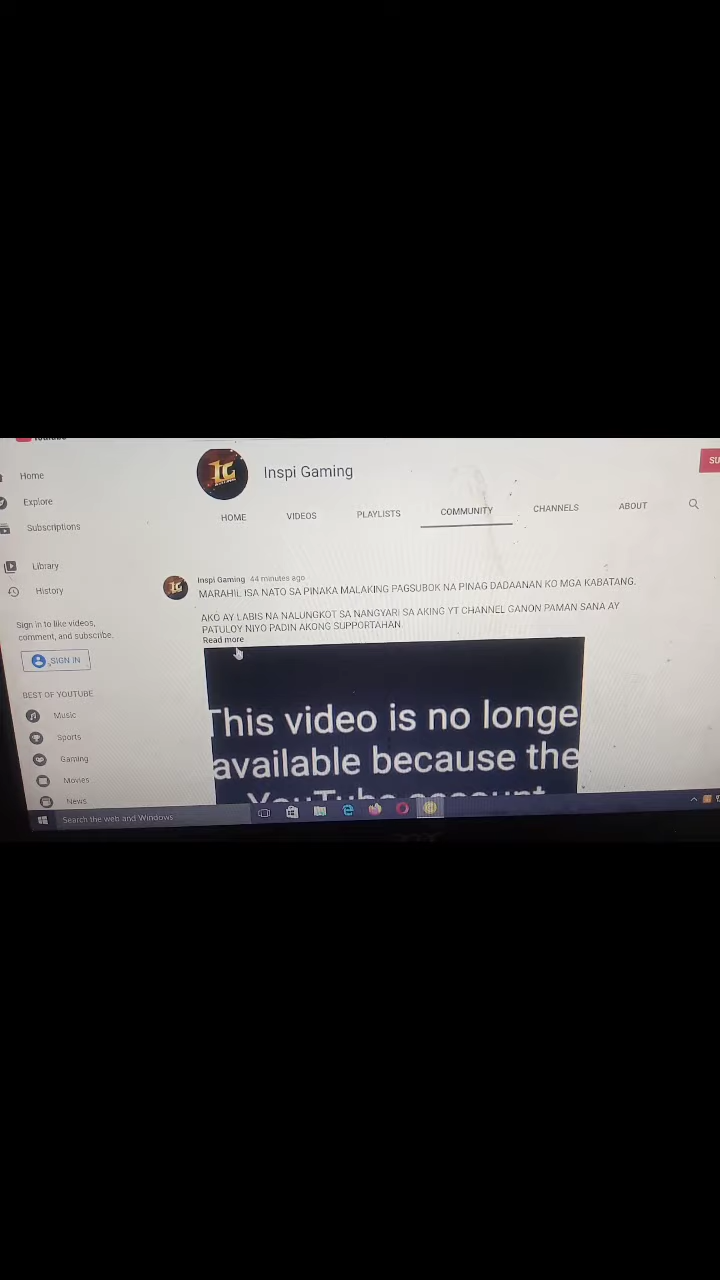 Inspi Gaming
HOME VIDEOS PLAYLISTS COMMUNITY CHANNELS ABOUT
Home
Explore
Subscriptions
Library
History
Sign in to like videos,
comment, and subscribe.
SIGN IN
BEST OF YOUTUBE
Music
Sports
Gaming
Movies
News
Inspi Gaming 44 minutes ago
MARAHIL ISA NATO SA PINAKA MALAKING PAGSUBOK NA PINAG DADAANAN KO MGA KABATANG.
AKO AY LABIS NA NALUNGKOT SA NANGYARI SA AKING YT CHANNEL GANON PAMAN SANA AY
PATULOY NIYO PADIN AKONG SUPPORTAHAN.
Read more
This video is no longe
available because the
YouTube account
Search the web and Windows